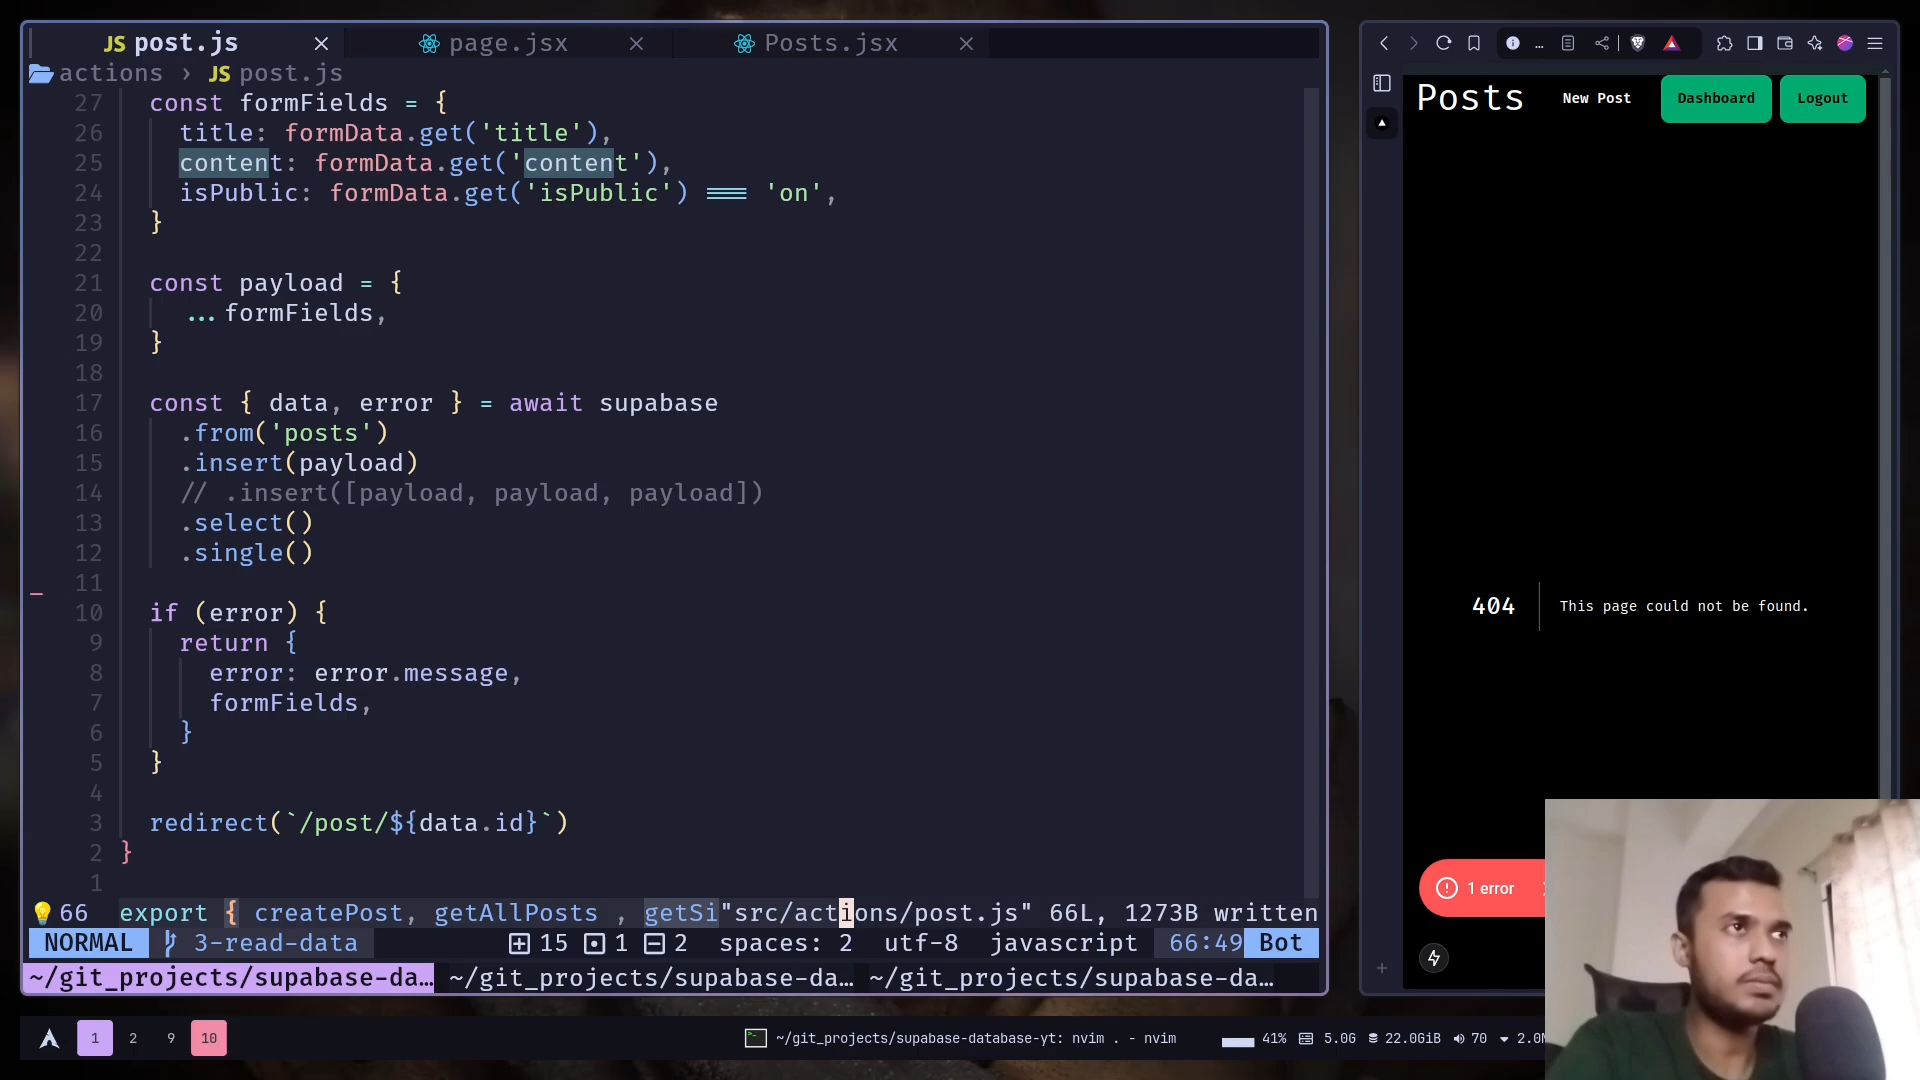 JS post.js
page.jsx
Posts.jsx
actions › JS post.js
27 const formFields = {
26 title: formData.get('title'),
25 content: formData.get('content'),
24 isPublic: formData.get('isPublic') === 'on',
23 }
22
21 const payload = {
20 ...formFields,
19 }
18
17 const { data, error } = await supabase
16 .from('posts')
15 .insert(payload)
14 // .insert([payload, payload, payload])
13 .select()
12 .single()
11
10 if (error) {
9 return {
8 error: error.message,
7 formFields,
6 }
5 }
4
3 redirect(`/post/${data.id}`)
2 }
1
66 export { createPost, getAllPosts , getSi"src/actions/post.js" 66L, 1273B written
NORMAL 3-read-data 15 1 2 spaces: 2 utf-8 javascript 66:49 Bot
~/git_projects/supabase-da… ~/git_projects/supabase-da… ~/git_projects/supabase-da…
...
Posts New Post Dashboard Logout
404 This page could not be found.
1 error
1 2 9 10
~/git_projects/supabase-database-yt: nvim . - nvim
41% 5.0G 22.0GiB 70